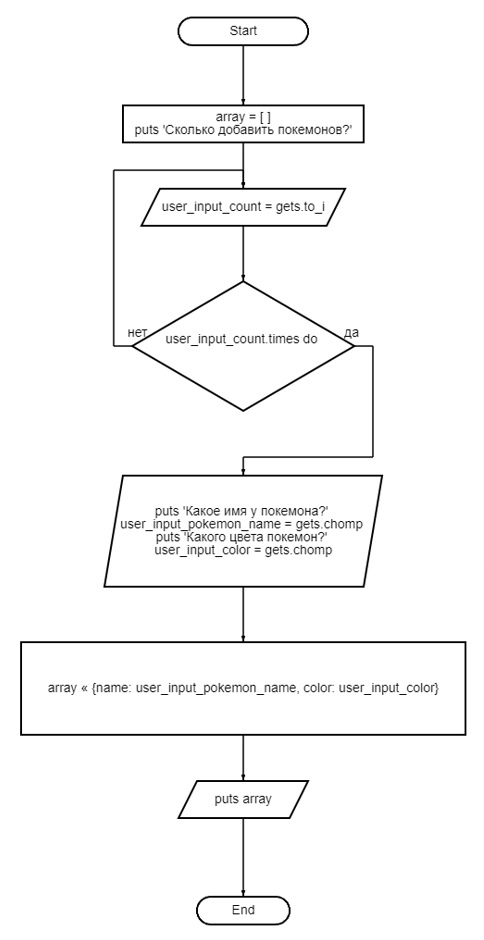 Start
array = [ ]
puts 'Сколько добавить покемонов?'
user_input_count = gets.to_i
нет
user_input_count.times do
да
puts 'Какое имя у покемона?'
user_input_pokemon_name = gets.chomp
puts 'Какого цвета покемон?'
user_input_color = gets.chomp
array « {name: user_input_pokemon_name, color: user_input_color}
puts array
End